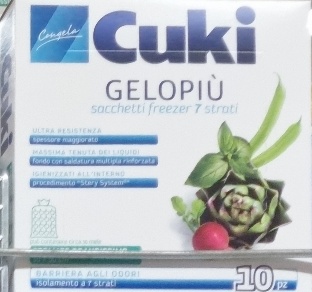 Congela
Cuki
GELOPIÙ
sacchetti freezer 7 strati
ULTRA RESISTENZA
spessore maggiorato
MASSIMA TENUTA DEI LIQUIDI
fondo con saldatura multipla rinforzata
IGIENIZZATI ALL'INTERNO
procedimento "Stery System"
BARRIERA AGLI ODORI
isolamento a 7 strati
10 pz